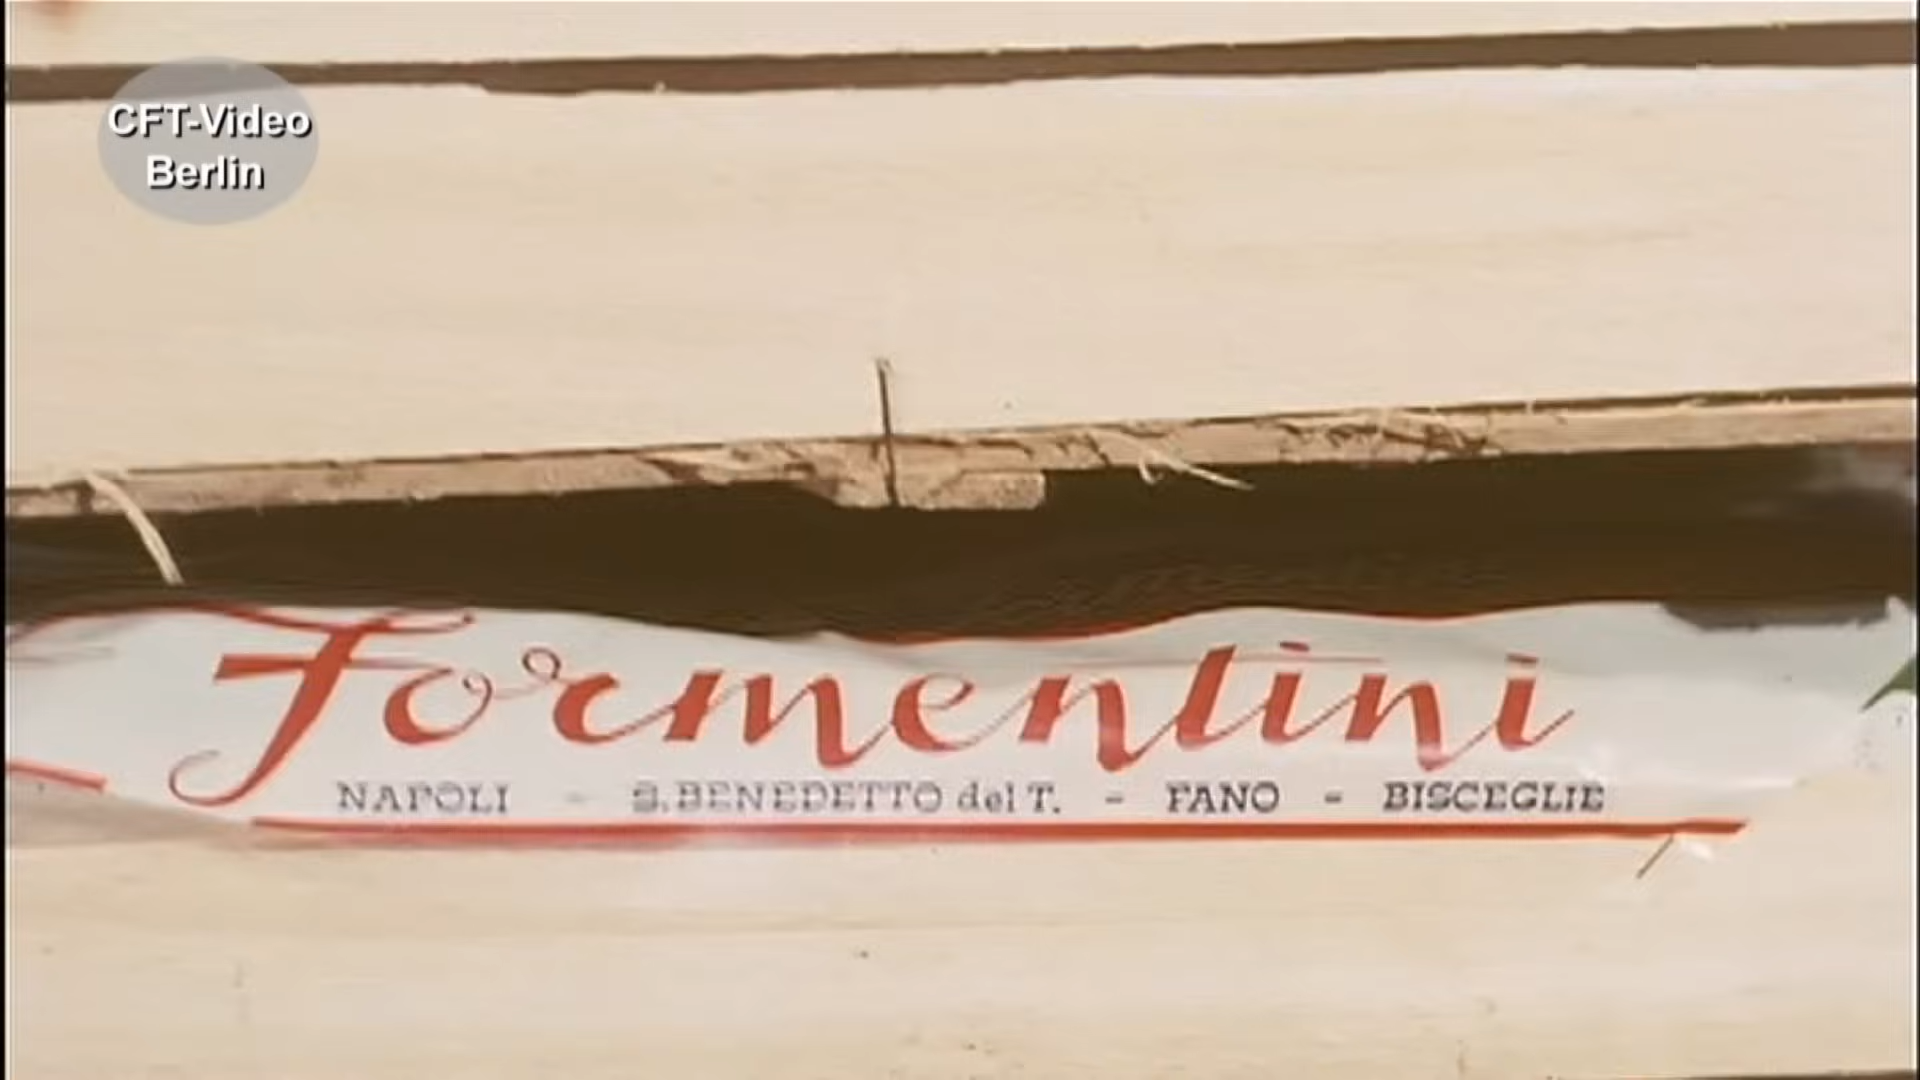 CFT-Video
Berlin
Formentini
NAPOLI - S.BENEDETTO del T. - FANO - BISCEGLIE